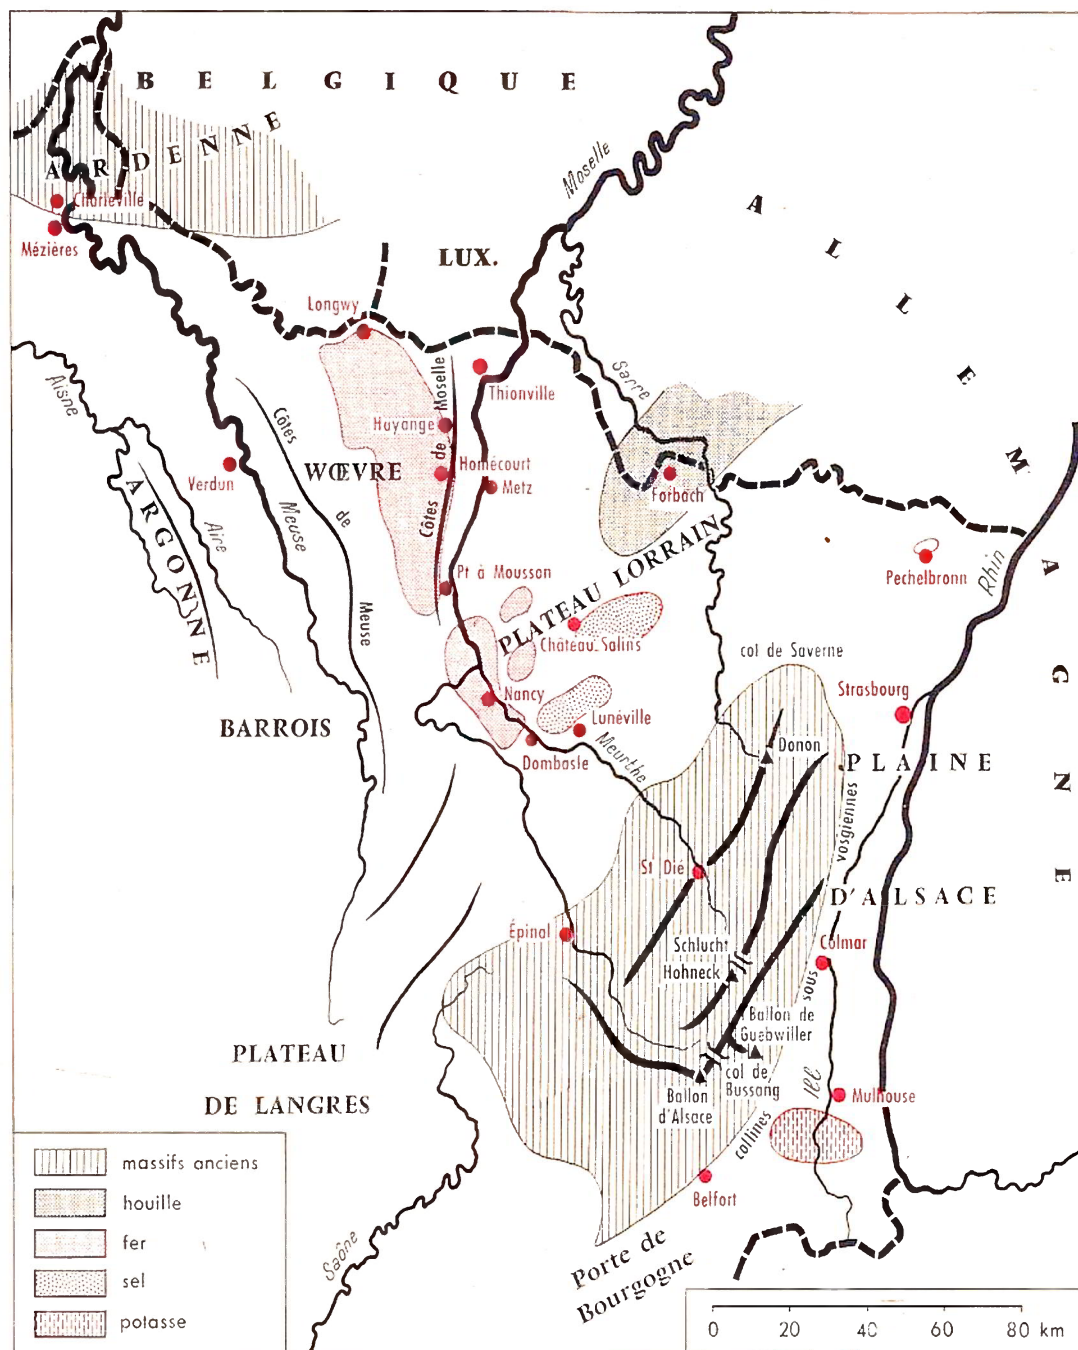 BELGIQUE
ARDENNE
Charleville
Mézières
Moselle
ALLEMAGNE
LUX.
Longwy
Aisne
Sarre
Moselle
Thionville
Côtes
de
Meuse
Hayange
de
Côtes
WŒVRE
Homécourt
Metz
Verdun
Meuse
Forbach
ARGONNE
Aire
Rhin
Pechelbronn
PLATEAU LORRAIN
Pt à Mousson
Château-Salins
col de Saverne
Strasbourg
Nancy
Lunéville
BARROIS
Dombasle
Meurthe
Donon
PLAINE
D'ALSACE
collines
sous
vosgiennes
St Dié
Épinal
Schlucht
Hohneck
Colmar
Ballon de
Guebwiller
col de
Bussang
Ballon
d'Alsace
Ill
Mulhouse
PLATEAU
DE LANGRES
Belfort
Porte de
Bourgogne
Saône
massifs anciens
houille
fer
sel
potasse
0 20 40 60 80 km